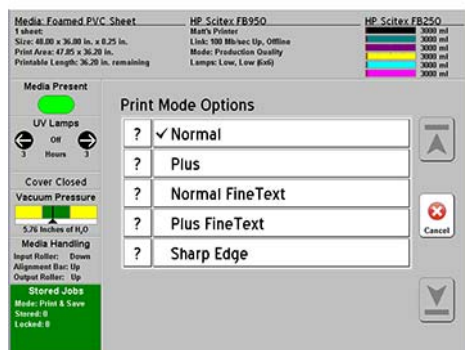 Media: Foamed PVC Sheet
1 sheet:
Size: 48.00 x 36.00 in. x 0.25 in.
Print Area: 47.85 x 36.20 in.
Printable Length: 36.20 in. remaining
HP Scitex FB950
Matt's Printer
Link: 100 Mb/sec Up, Offline
Mode: Production Quality
Lamps: Low, Low (6x6)
HP Scitex FB250
3000 ml
3000 ml
3000 ml
3000 ml
3000 ml
3000 ml
Media Present
UV Lamps
Off
3 Hours 3
Cover Closed
Vacuum Pressure
5.76 Inches of H₂O
Media Handling
Input Roller: Down
Alignment Bar: Up
Output Roller: Up
Stored Jobs
Mode: Print & Save
Stored: 0
Locked: 0
Print Mode Options
? ✓ Normal
? Plus
? Normal FineText
? Plus FineText
? Sharp Edge
Cancel